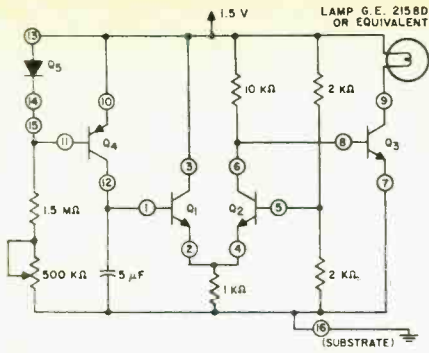 LAMP G.E. 2158D
OR EQUIVALENT
1.5 V
13
Q5
14
15
10
11
Q4
12
10 KΩ
2 KΩ
9
3
6
8
Q3
7
1.5 MΩ
1
Q1
Q2
5
2
4
500 KΩ
5 μF
1 KΩ
2 KΩ
16
(SUBSTRATE)